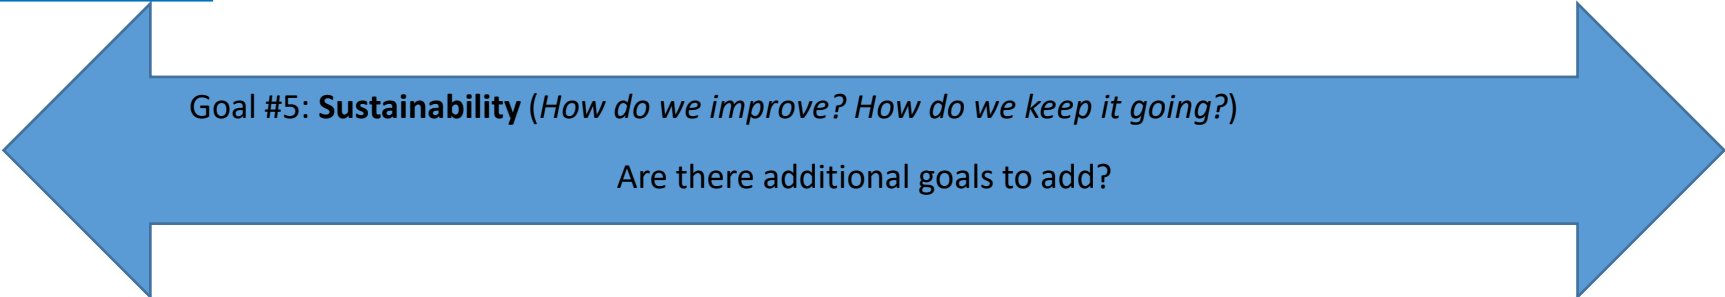 Goal #5: Sustainability (How do we improve? How do we keep it going?)
Are there additional goals to add?